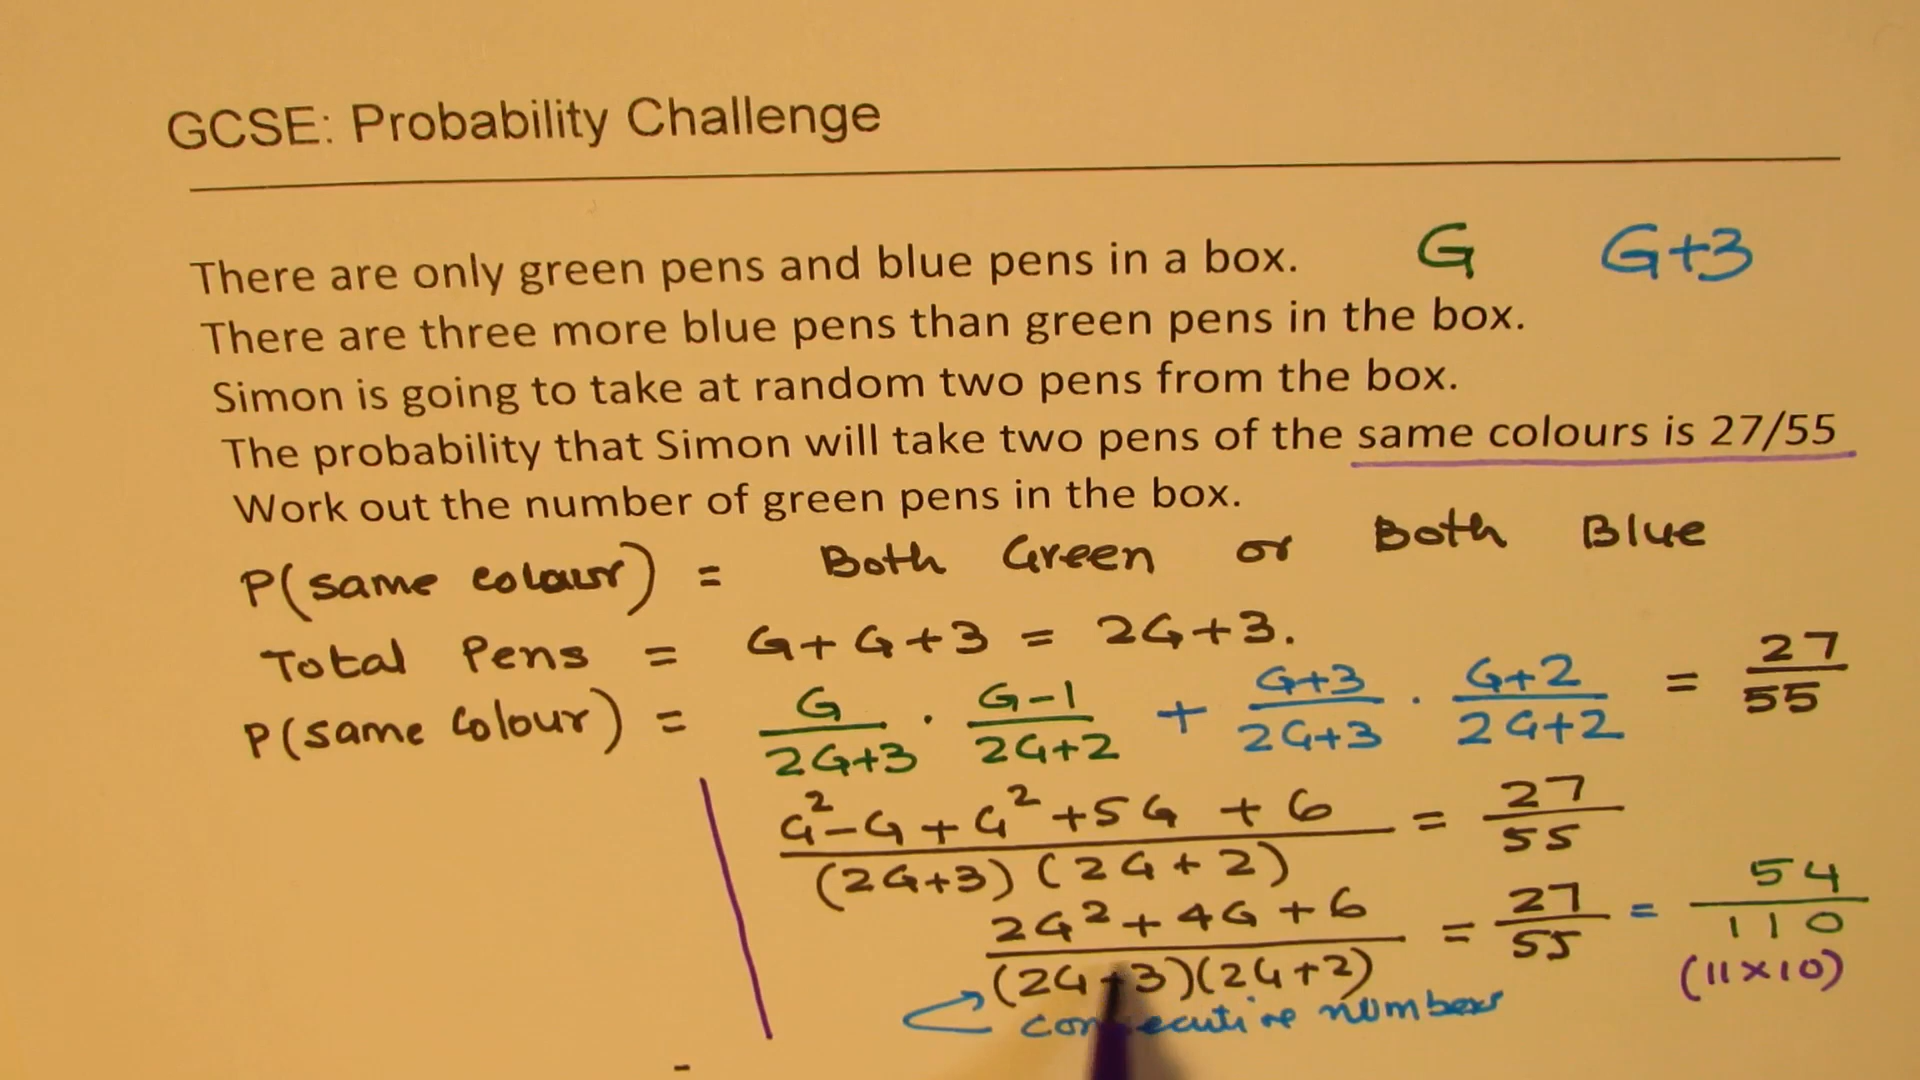 GCSE: Probability Challenge
There are only green pens and blue pens in a box. G G+3
There are three more blue pens than green pens in the box.
Simon is going to take at random two pens from the box.
The probability that Simon will take two pens of the same colours is 27/55
Work out the number of green pens in the box.
P(same colour) = Both Green or Both Blue
Total Pens = G+G+3 = 2G+3.
P(same colour) = G/(2G+3) · (G-1)/(2G+2) + (G+3)/(2G+3) · (G+2)/(2G+2) = 27/55
(G²-G+G²+5G+6)/((2G+3)(2G+2)) = 27/55
(2G²+4G+6)/((2G+3)(2G+2)) = 27/55 = 54/110
(11×10)
consecutive numbers